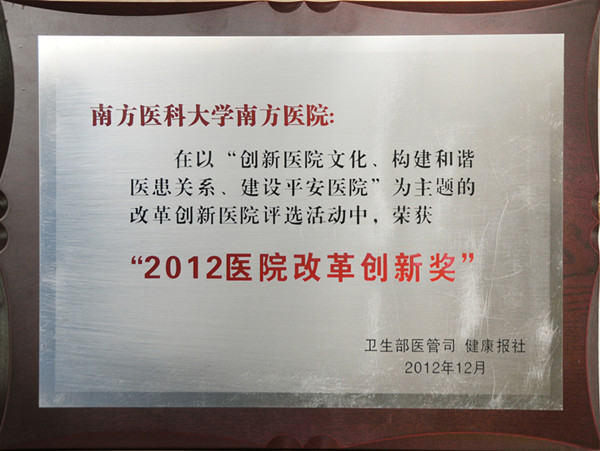 南方医科大学南方医院:
在以“创新医院文化、构建和谐
医患关系、建设平安医院”为主题的
改革创新医院评选活动中，荣获
“2012医院改革创新奖”
卫生部医管司 健康报社
2012年12月